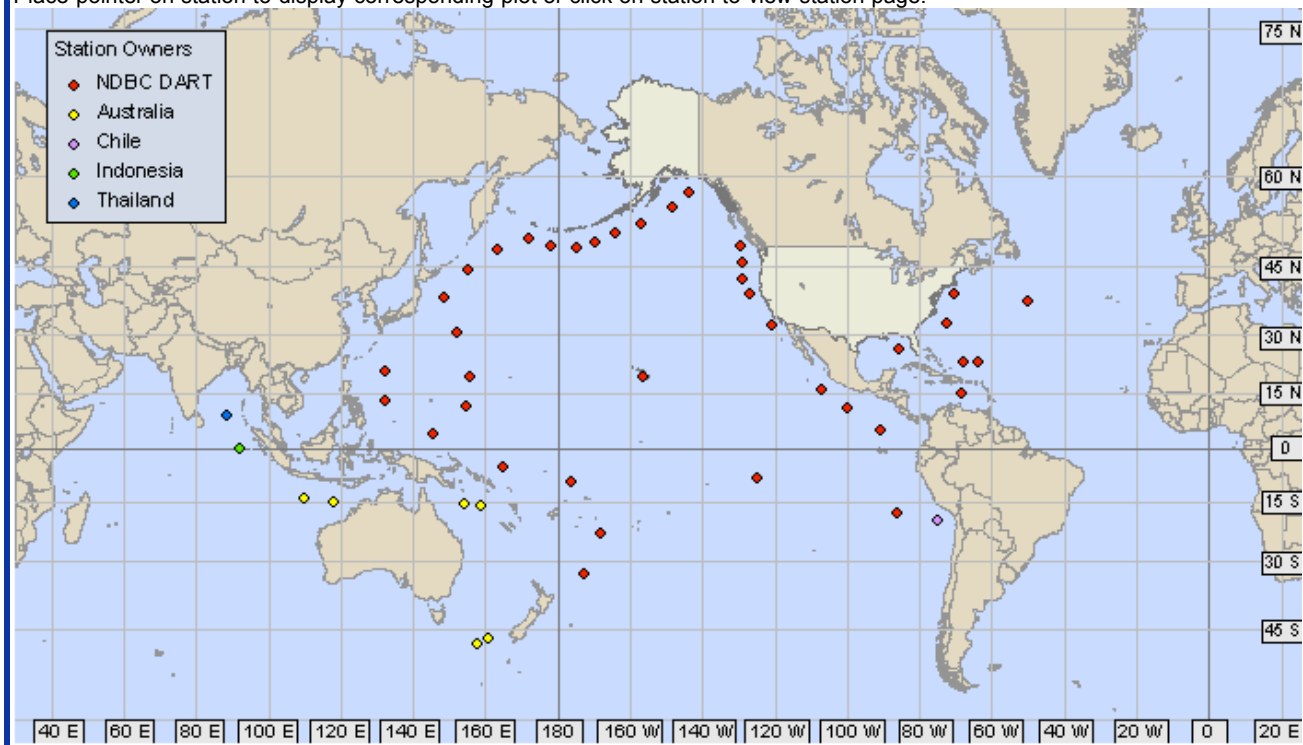 Place pointer on station to display corresponding plot or click on station to view station page.
Station Owners
NDBC DART
Australia
Chile
Indonesia
Thailand
75 N
60 N
45 N
30 N
15 N
0
15 S
30 S
45 S
40 E 60 E 80 E 100 E 120 E 140 E 160 E 180 160 W 140 W 120 W 100 W 80 W 60 W 40 W 20 W 0 20 E